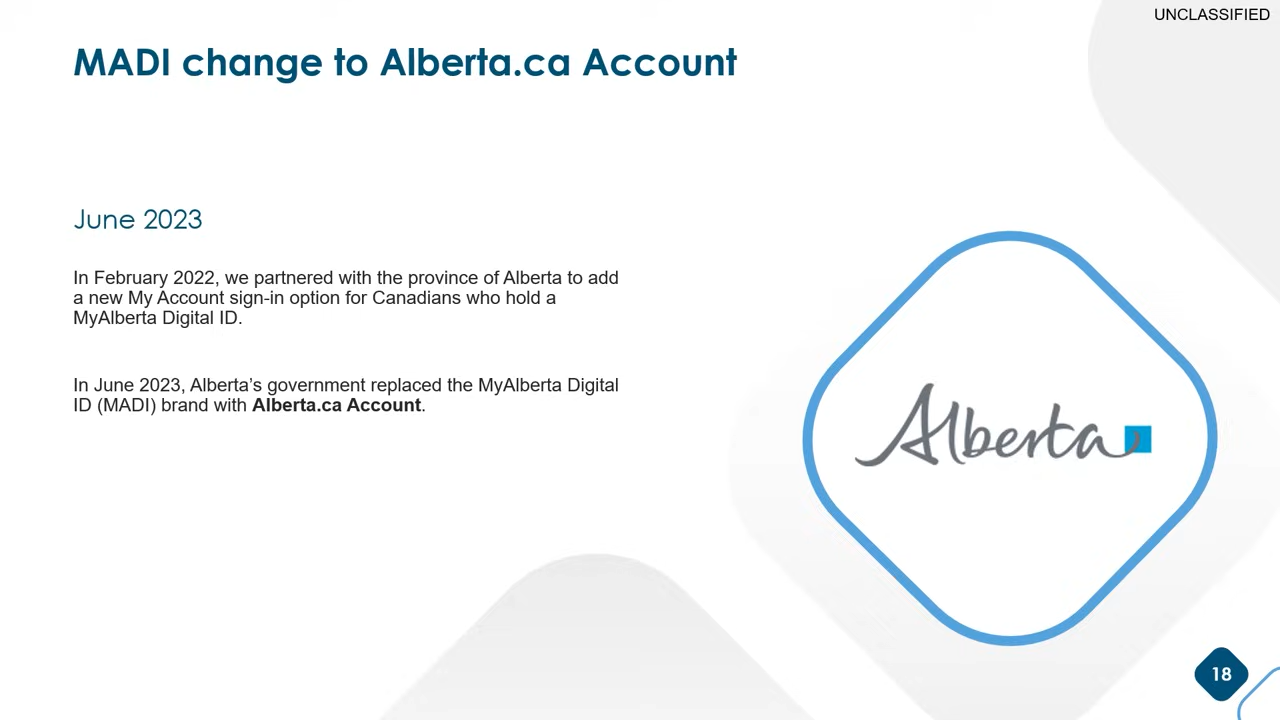 UNCLASSIFIED
MADI change to Alberta.ca Account
June 2023
In February 2022, we partnered with the province of Alberta to add
a new My Account sign-in option for Canadians who hold a
MyAlberta Digital ID.
In June 2023, Alberta’s government replaced the MyAlberta Digital
ID (MADI) brand with Alberta.ca Account.
Alberta
18